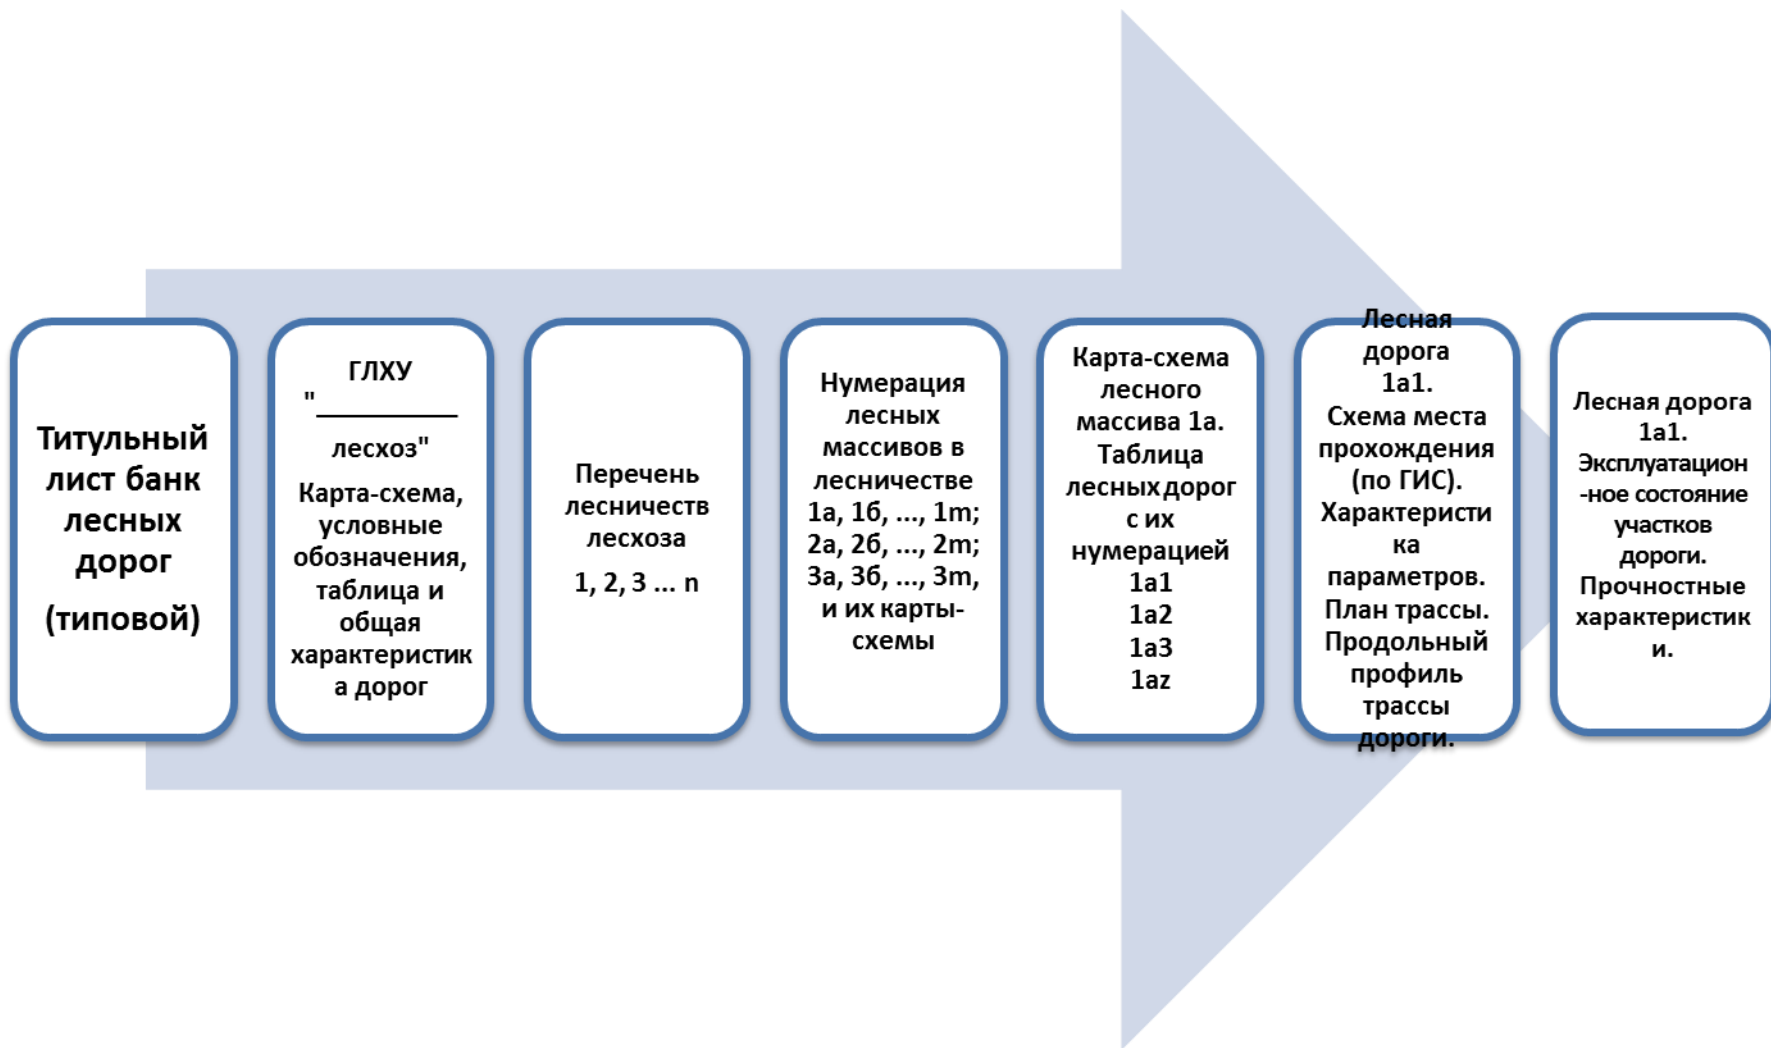 Титульный
лист банк
лесных
дорог
(типовой)
ГЛХУ
"__________
лесхоз"
Карта-схема,
условные
обозначения,
таблица и
общая
характеристик
а дорог
Перечень
лесничеств
лесхоза
1, 2, 3 ... n
Нумерация
лесных
массивов в
лесничестве
1а, 1б, ..., 1m;
2а, 2б, ..., 2m;
3а, 3б, ..., 3m,
и их карты-
схемы
Карта-схема
лесного
массива 1а.
Таблица
лесных дорог
с их
нумерацией
1а1
1а2
1а3
1аz
Лесная
дорога
1а1.
Схема места
прохождения
(по ГИС).
Характеристи
ка
параметров.
План трассы.
Продольный
профиль
трассы
дороги.
Лесная дорога
1а1.
Эксплуатацион
-ное состояние
участков
дороги.
Прочностные
характеристик
и.